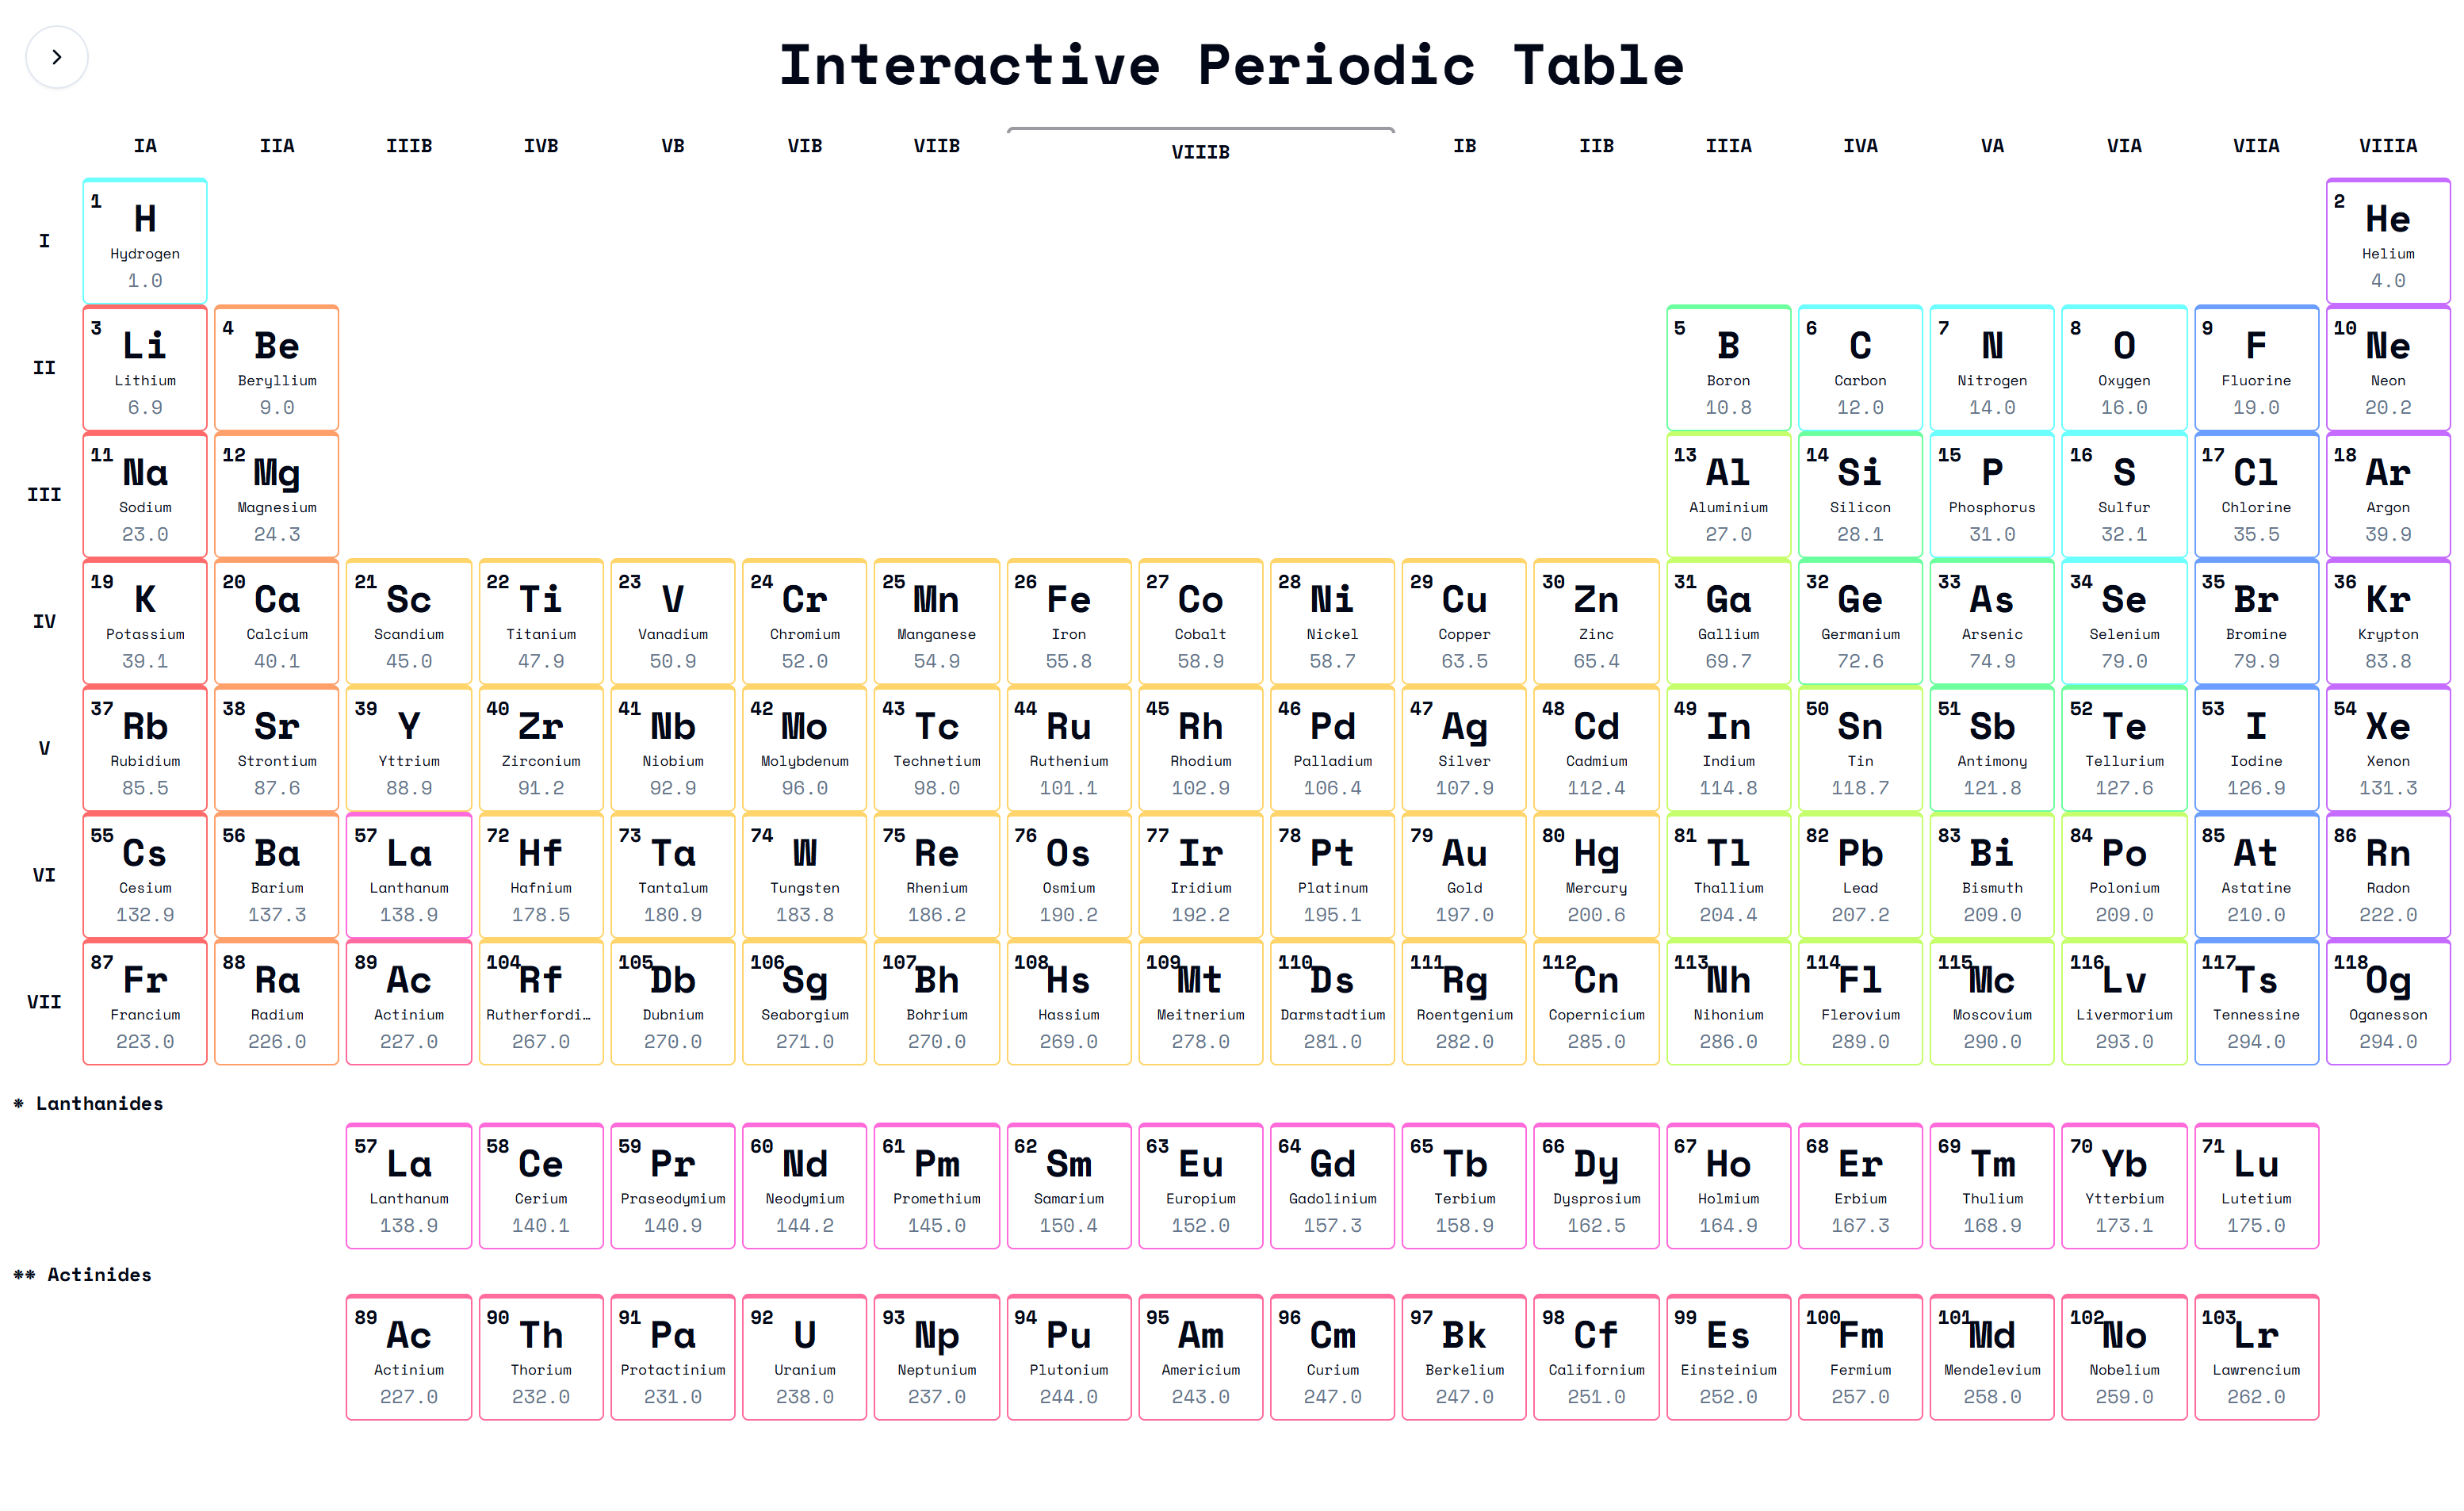 Interactive Periodic Table
IA IIA IIIB IVB VB VIB VIIB VIIIB IB IIB IIIA IVA VA VIA VIIA VIIIA
I
1 2
H He
Hydrogen Helium
1.0 4.0
II
3 4 5 6 7 8 9 10
Li Be B C N O F Ne
Lithium Beryllium Boron Carbon Nitrogen Oxygen Fluorine Neon
6.9 9.0 10.8 12.0 14.0 16.0 19.0 20.2
III
11 12 13 14 15 16 17 18
Na Mg Al Si P S Cl Ar
Sodium Magnesium Aluminium Silicon Phosphorus Sulfur Chlorine Argon
23.0 24.3 27.0 28.1 31.0 32.1 35.5 39.9
IV
19 20 21 22 23 24 25 26 27 28 29 30 31 32 33 34 35 36
K Ca Sc Ti V Cr Mn Fe Co Ni Cu Zn Ga Ge As Se Br Kr
Potassium Calcium Scandium Titanium Vanadium Chromium Manganese Iron Cobalt Nickel Copper Zinc Gallium Germanium Arsenic Selenium Bromine Krypton
39.1 40.1 45.0 47.9 50.9 52.0 54.9 55.8 58.9 58.7 63.5 65.4 69.7 72.6 74.9 79.0 79.9 83.8
V
37 38 39 40 41 42 43 44 45 46 47 48 49 50 51 52 53 54
Rb Sr Y Zr Nb Mo Tc Ru Rh Pd Ag Cd In Sn Sb Te I Xe
Rubidium Strontium Yttrium Zirconium Niobium Molybdenum Technetium Ruthenium Rhodium Palladium Silver Cadmium Indium Tin Antimony Tellurium Iodine Xenon
85.5 87.6 88.9 91.2 92.9 96.0 98.0 101.1 102.9 106.4 107.9 112.4 114.8 118.7 121.8 127.6 126.9 131.3
VI
55 56 57 72 73 74 75 76 77 78 79 80 81 82 83 84 85 86
Cs Ba La Hf Ta W Re Os Ir Pt Au Hg Tl Pb Bi Po At Rn
Cesium Barium Lanthanum Hafnium Tantalum Tungsten Rhenium Osmium Iridium Platinum Gold Mercury Thallium Lead Bismuth Polonium Astatine Radon
132.9 137.3 138.9 178.5 180.9 183.8 186.2 190.2 192.2 195.1 197.0 200.6 204.4 207.2 209.0 209.0 210.0 222.0
VII
87 88 89 104 105 106 107 108 109 110 111 112 113 114 115 116 117 118
Fr Ra Ac Rf Db Sg Bh Hs Mt Ds Rg Cn Nh Fl Mc Lv Ts Og
Francium Radium Actinium Rutherfordi… Dubnium Seaborgium Bohrium Hassium Meitnerium Darmstadtium Roentgenium Copernicium Nihonium Flerovium Moscovium Livermorium Tennessine Oganesson
223.0 226.0 227.0 267.0 270.0 271.0 270.0 269.0 278.0 281.0 282.0 285.0 286.0 289.0 290.0 293.0 294.0 294.0
* Lanthanides
57 58 59 60 61 62 63 64 65 66 67 68 69 70 71
La Ce Pr Nd Pm Sm Eu Gd Tb Dy Ho Er Tm Yb Lu
Lanthanum Cerium Praseodymium Neodymium Promethium Samarium Europium Gadolinium Terbium Dysprosium Holmium Erbium Thulium Ytterbium Lutetium
138.9 140.1 140.9 144.2 145.0 150.4 152.0 157.3 158.9 162.5 164.9 167.3 168.9 173.1 175.0
** Actinides
89 90 91 92 93 94 95 96 97 98 99 100 101 102 103
Ac Th Pa U Np Pu Am Cm Bk Cf Es Fm Md No Lr
Actinium Thorium Protactinium Uranium Neptunium Plutonium Americium Curium Berkelium Californium Einsteinium Fermium Mendelevium Nobelium Lawrencium
227.0 232.0 231.0 238.0 237.0 244.0 243.0 247.0 247.0 251.0 252.0 257.0 258.0 259.0 262.0